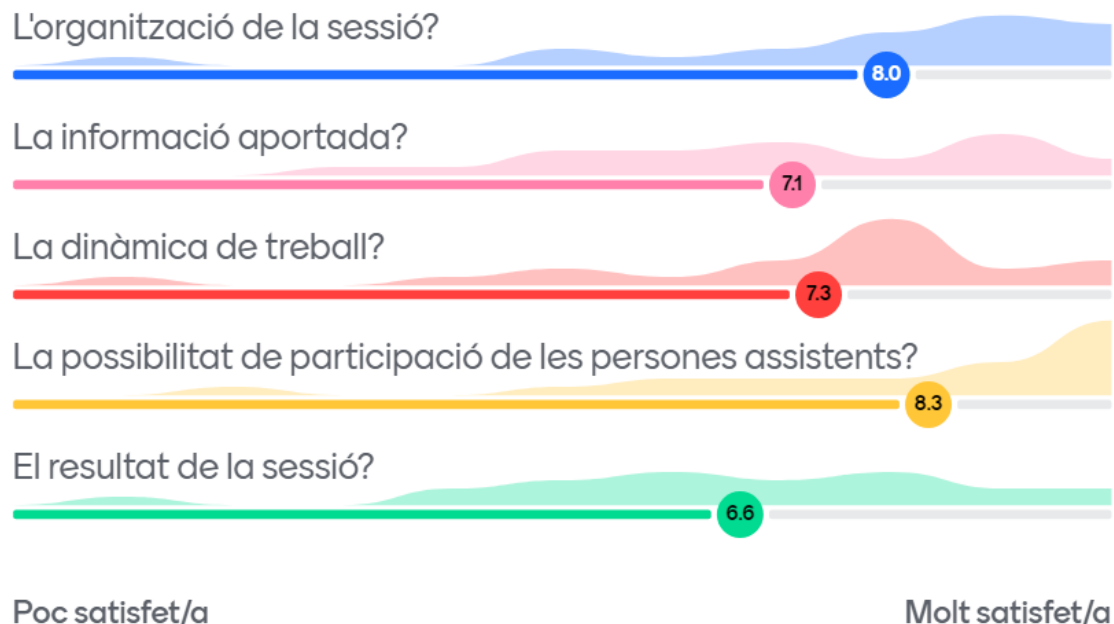 L'organització de la sessió?
8.0
La informació aportada?
7.1
La dinàmica de treball?
7.3
La possibilitat de participació de les persones assistents?
8.3
El resultat de la sessió?
6.6
Poc satisfet/a
Molt satisfet/a